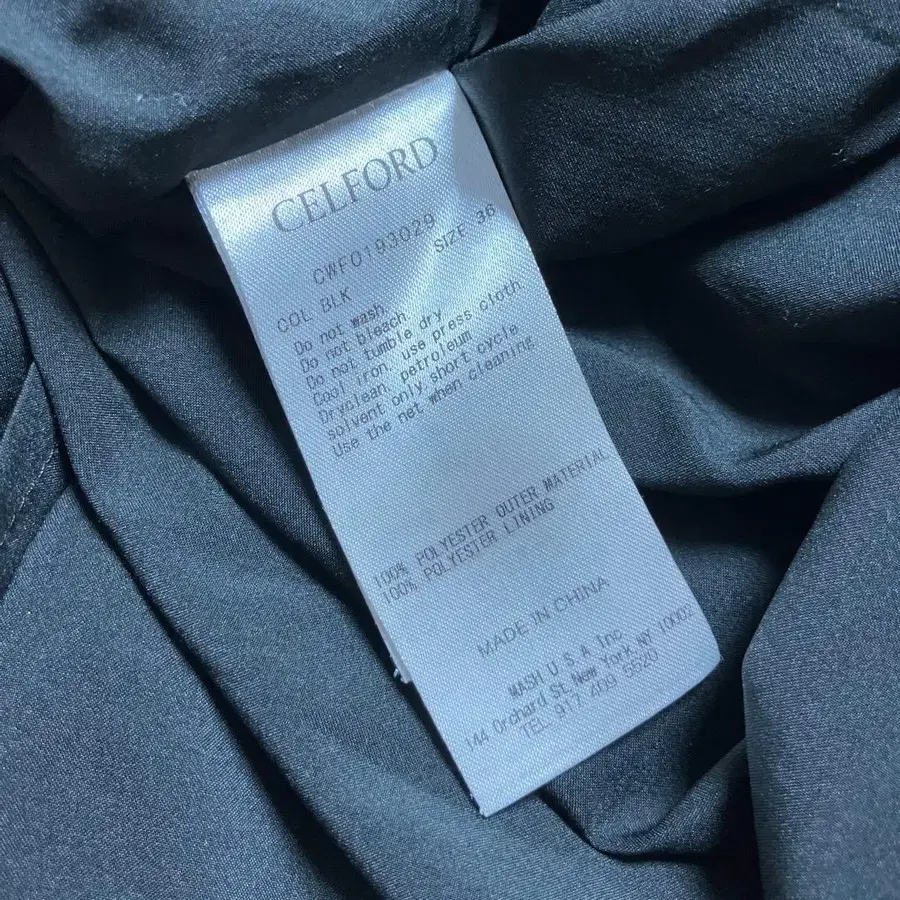 CELFORD
CWFO193029
SIZE 36
COL BLK
Do not wash.
Do not bleach.
Do not tumble dry
Cool iron, use press cloth.
Dryclean, petroleum
solvent only short cycle
Use the net when cleaning
100% POLYESTER OUTER MATERIAL
100% POLYESTER LINING
MADE IN CHINA
MASH U.S.A Inc
144 Orchard St, New York, NY 10002
TEL 917 409 5520